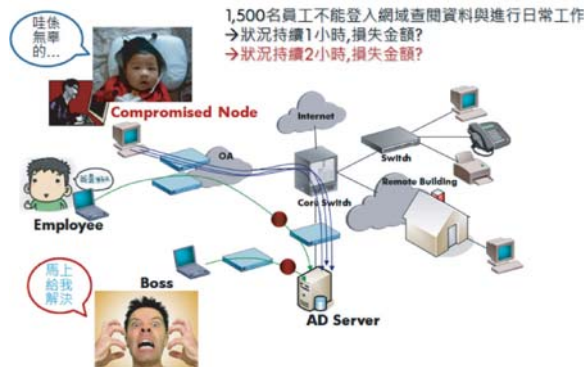 1,500名員工不能登入網域查閱資料與進行日常工作
→狀況持續1小時,損失金額?
→狀況持續2小時,損失金額?
哇係
無辜
的...
Compromised Node
Internet
OA
Switch
Core Switch
Remote Building
Employee
Boss
馬上
給我
解決
AD Server